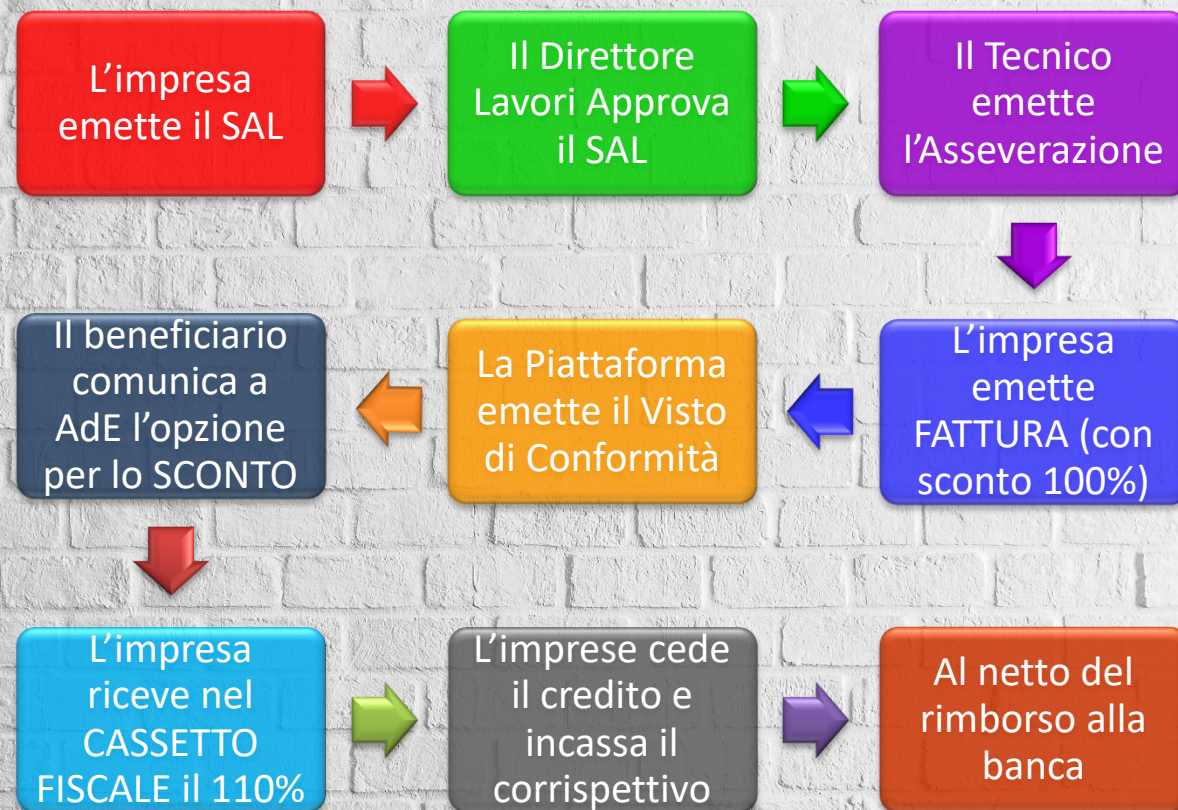 L'impresa
emette il SAL
Il Direttore
Lavori Approva
il SAL
Il Tecnico
emette
l'Asseverazione
L'impresa
emette
FATTURA (con
sconto 100%)
La Piattaforma
emette il Visto
di Conformità
Il beneficiario
comunica a
AdE l'opzione
per lo SCONTO
L'impresa
riceve nel
CASSETTO
FISCALE il 110%
L'imprese cede
il credito e
incassa il
corrispettivo
Al netto del
rimborso alla
banca